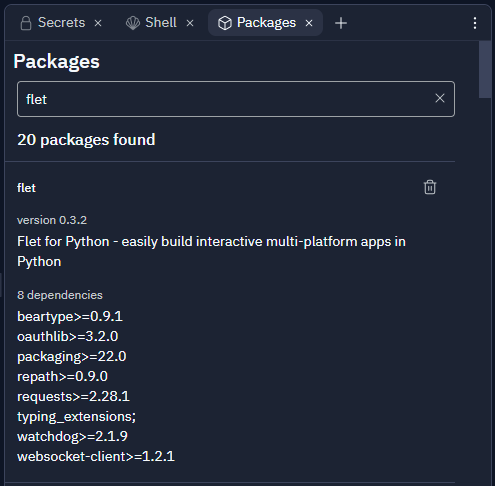 Secrets
Shell
Packages
Packages
flet
20 packages found
flet
version 0.3.2
Flet for Python - easily build interactive multi-platform apps in
Python
8 dependencies
beartype>=0.9.1
oauthlib>=3.2.0
packaging>=22.0
repath>=0.9.0
requests>=2.28.1
typing_extensions;
watchdog>=2.1.9
websocket-client>=1.2.1